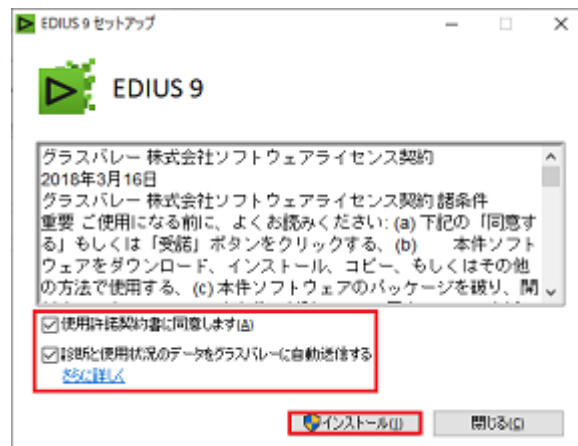 EDIUS 9 セットアップ
EDIUS 9
グラスバレー 株式会社ソフトウェアライセンス契約
2018年3月16日
グラスバレー 株式会社ソフトウェアライセンス契約 諸条件
重要 ご使用になる前に、よくお読みください: (a) 下記の「同意す
る」もしくは「受諾」ボタンをクリックする、(b) 本件ソフト
ウェアをダウンロード、インストール、コピー、もしくはその他
の方法で使用する、(c) 本件ソフトウェアのパッケージを破り、開
使用許諾契約書に同意します(A)
診断と使用状況のデータをグラスバレーに自動送信する
さらに詳しく
インストール(I)
閉じる(C)